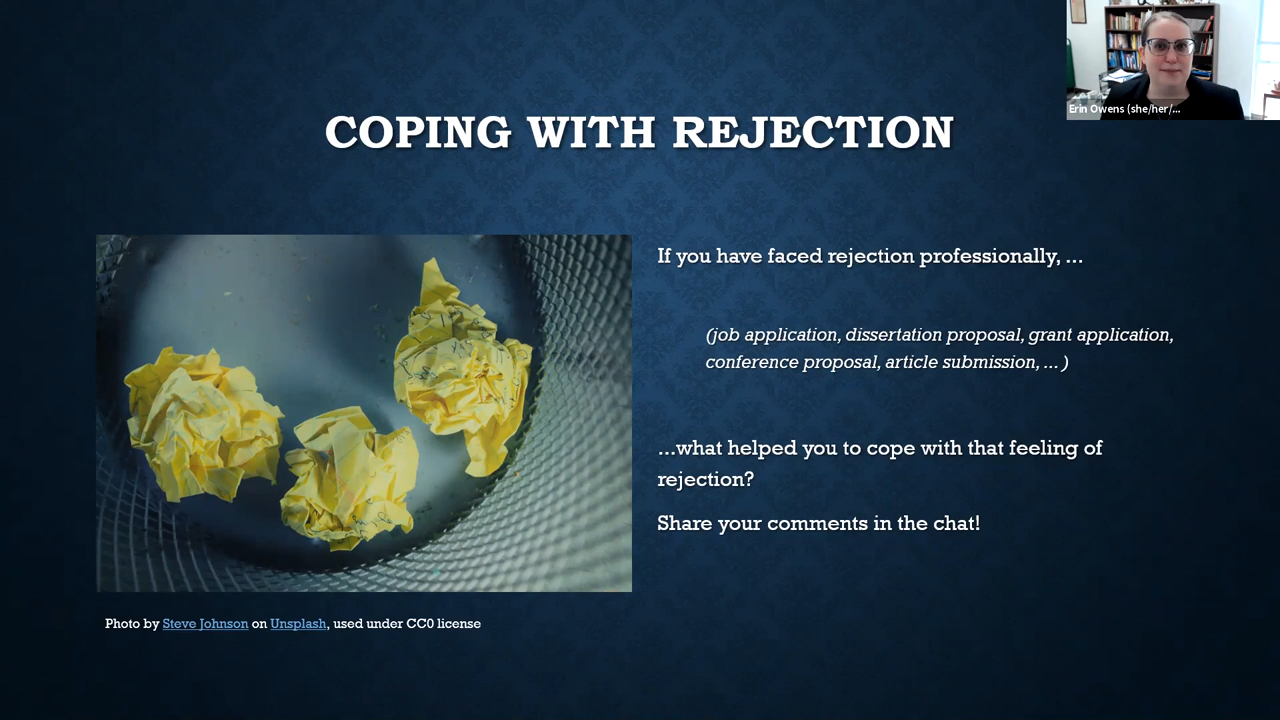 Erin Owens (she/her/...
COPING WITH REJECTION
If you have faced rejection professionally, ...
(job application, dissertation proposal, grant application,
conference proposal, article submission, ... )
...what helped you to cope with that feeling of
rejection?
Share your comments in the chat!
Photo by Steve Johnson on Unsplash, used under CC0 license